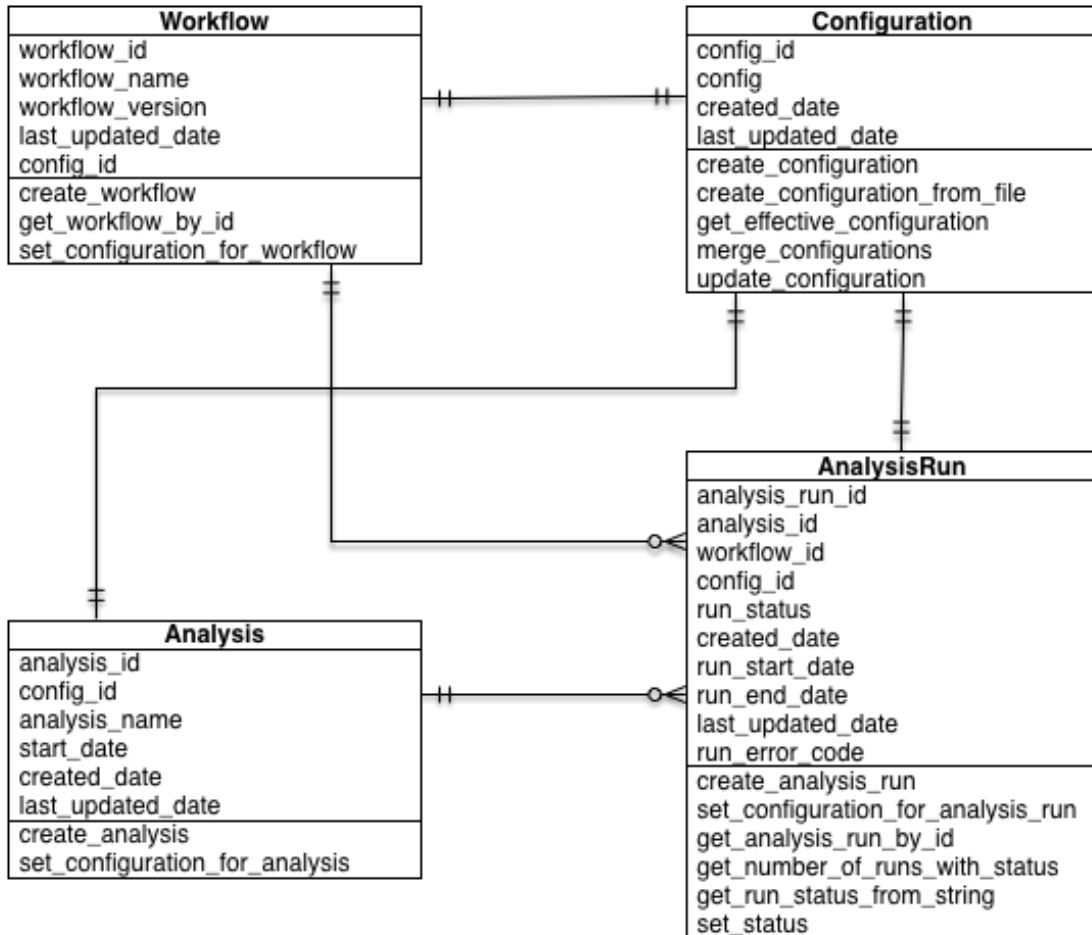 Workflow
workflow_id
workflow_name
workflow_version
last_updated_date
config_id
create_workflow
get_workflow_by_id
set_configuration_for_workflow
Configuration
config_id
config
created_date
last_updated_date
create_configuration
create_configuration_from_file
get_effective_configuration
merge_configurations
update_configuration
Analysis
analysis_id
config_id
analysis_name
start_date
created_date
last_updated_date
create_analysis
set_configuration_for_analysis
AnalysisRun
analysis_run_id
analysis_id
workflow_id
config_id
run_status
created_date
run_start_date
run_end_date
last_updated_date
run_error_code
create_analysis_run
set_configuration_for_analysis_run
get_analysis_run_by_id
get_number_of_runs_with_status
get_run_status_from_string
set_status